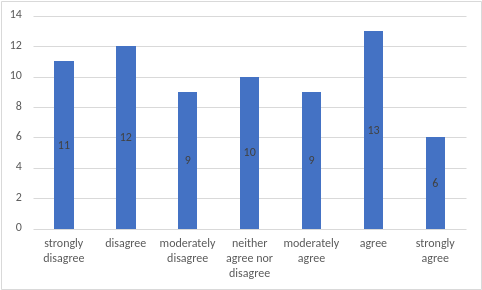 14
12
10
8
6
4
2
0
11
12
9
10
9
13
6
strongly
disagree
disagree
moderately
disagree
neither
agree nor
disagree
moderately
agree
agree
strongly
agree